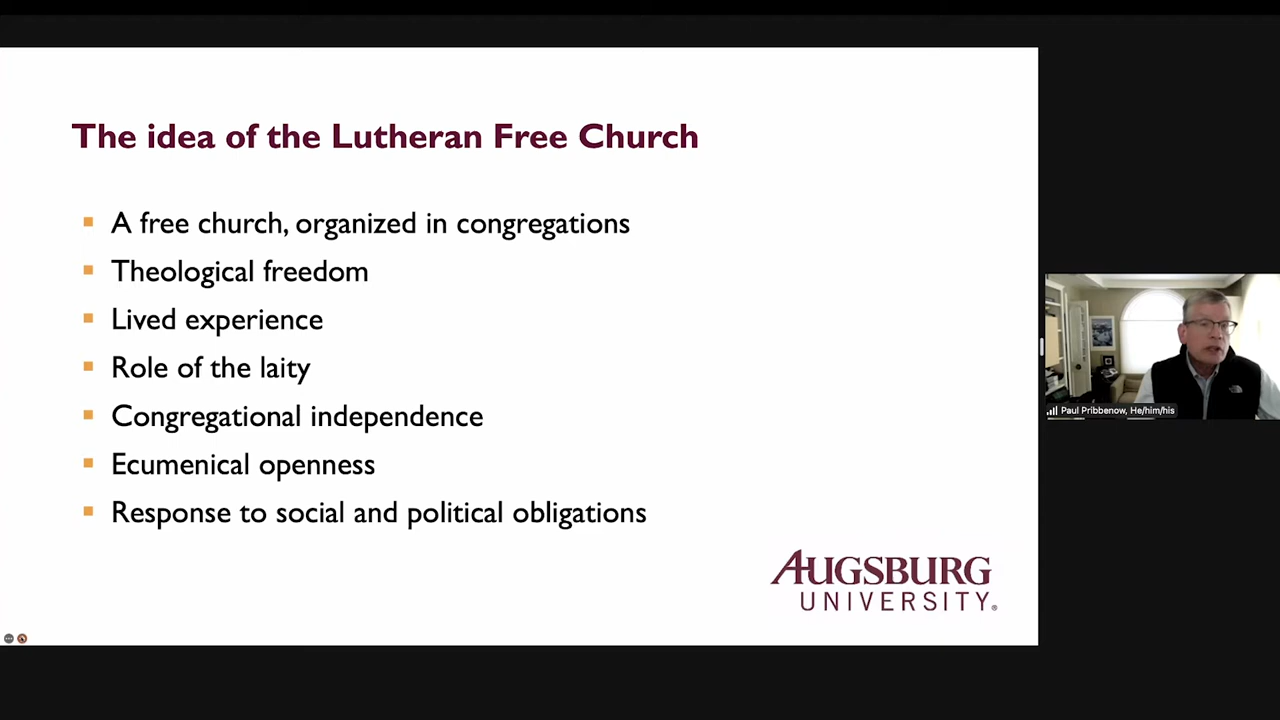 The idea of the Lutheran Free Church
▪ A free church, organized in congregations
▪ Theological freedom
▪ Lived experience
▪ Role of the laity
▪ Congregational independence
▪ Ecumenical openness
▪ Response to social and political obligations
AUGSBURG
UNIVERSITY®
Paul Pribbenow, He/him/his